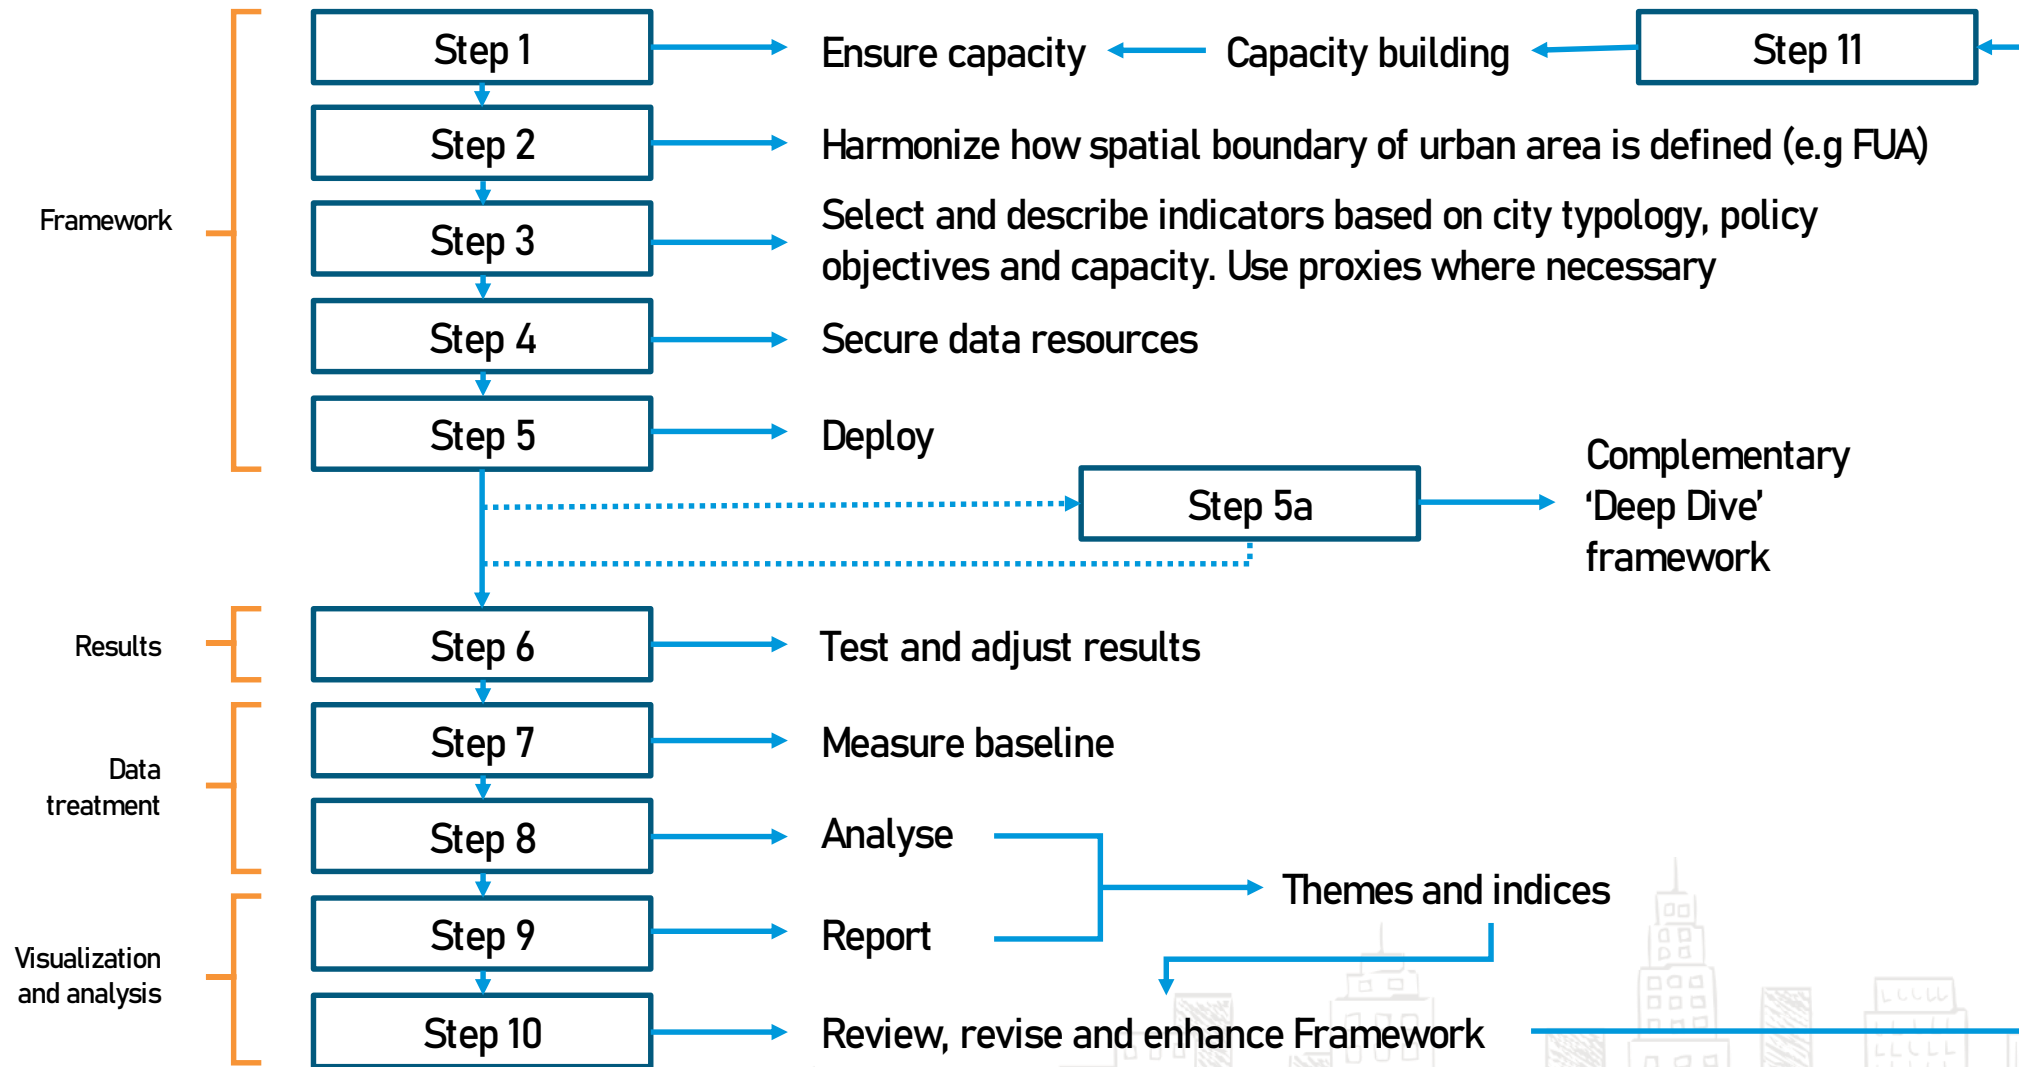 Step 1
Ensure capacity
Capacity building
Step 11
Step 2
Harmonize how spatial boundary of urban area is defined (e.g FUA)
Framework
Step 3
Select and describe indicators based on city typology, policy
objectives and capacity. Use proxies where necessary
Step 4
Secure data resources
Step 5
Deploy
Step 5a
Complementary
‘Deep Dive’
framework
Results
Step 6
Test and adjust results
Data
treatment
Step 7
Measure baseline
Step 8
Analyse
Themes and indices
Visualization
and analysis
Step 9
Report
Step 10
Review, revise and enhance Framework